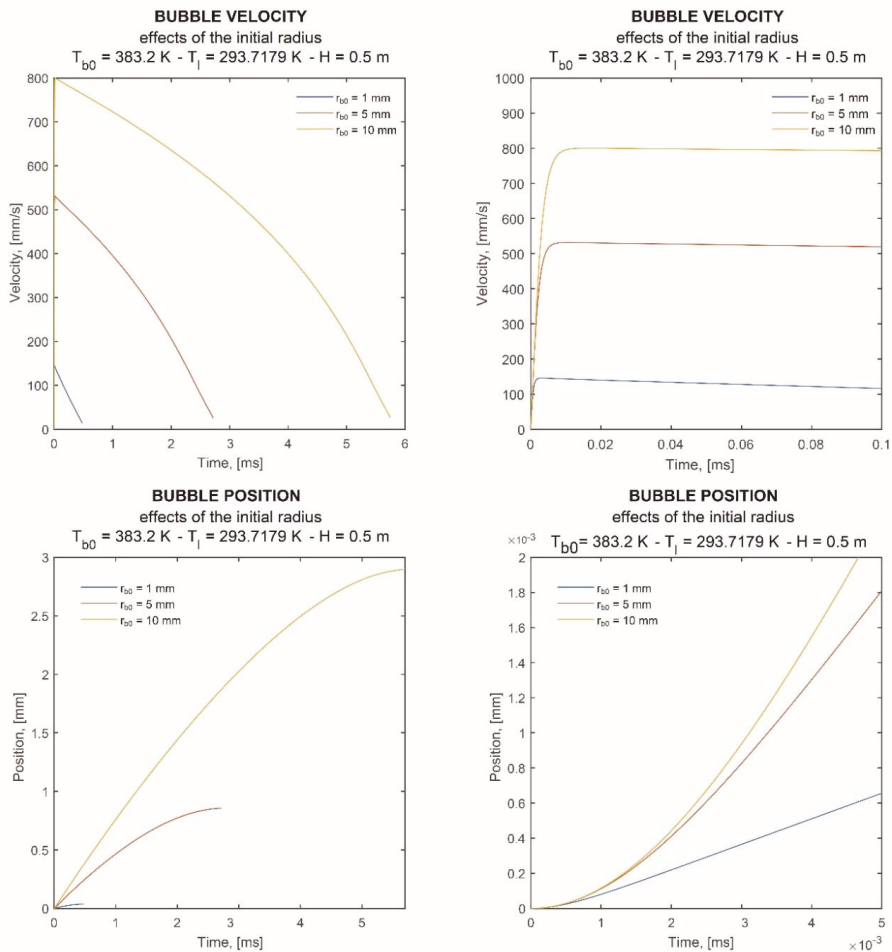 BUBBLE VELOCITY
effects of the initial radius
T_b0 = 383.2 K - T_l = 293.7179 K - H = 0.5 m
800
700
600
500
400
300
200
100
0
Velocity, [mm/s]
r_b0 = 1 mm
r_b0 = 5 mm
r_b0 = 10 mm
0 1 2 3 4 5 6
Time, [ms]
BUBBLE VELOCITY
effects of the initial radius
T_b0 = 383.2 K - T_l = 293.7179 K - H = 0.5 m
1000
900
800
700
600
500
400
300
200
100
0
Velocity, [mm/s]
r_b0 = 1 mm
r_b0 = 5 mm
r_b0 = 10 mm
0 0.02 0.04 0.06 0.08 0.1
Time, [ms]
BUBBLE POSITION
effects of the initial radius
T_b0 = 383.2 K - T_l = 293.7179 K - H = 0.5 m
3
2.5
2
1.5
1
0.5
0
Position, [mm]
r_b0 = 1 mm
r_b0 = 5 mm
r_b0 = 10 mm
0 1 2 3 4 5
Time, [ms]
BUBBLE POSITION
effects of the initial radius
T_b0= 383.2 K - T_l = 293.7179 K - H = 0.5 m
×10^-3
2
1.8
1.6
1.4
1.2
1
0.8
0.6
0.4
0.2
0
Position, [mm]
r_b0 = 1 mm
r_b0 = 5 mm
r_b0 = 10 mm
0 1 2 3 4 5
Time, [ms]
×10^-3